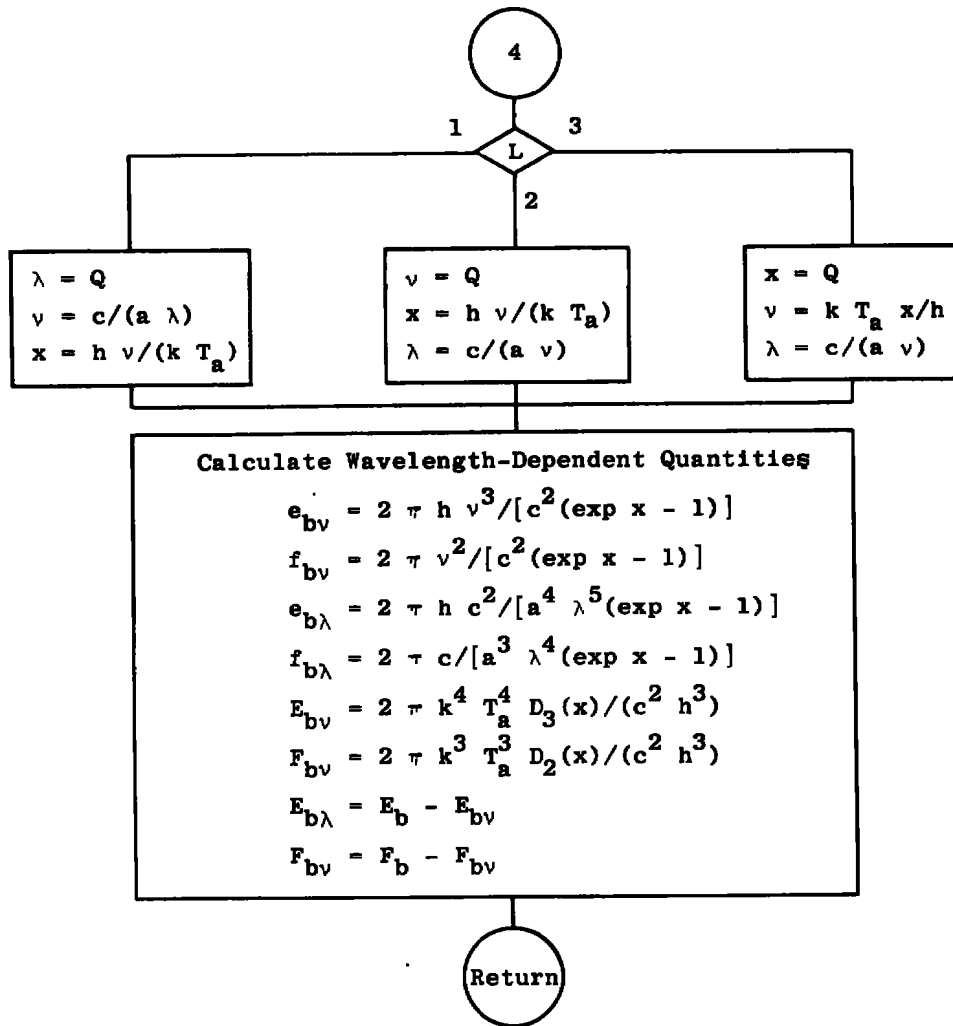 4
1
3
L
2
λ = Q
ν = c/(a λ)
x = h ν/(k T_a)
ν = Q
x = h ν/(k T_a)
λ = c/(a ν)
x = Q
ν = k T_a x/h
λ = c/(a ν)
Calculate Wavelength-Dependent Quantities
e_bν = 2 π h ν^3/[c^2(exp x - 1)]
f_bν = 2 π ν^2/[c^2(exp x - 1)]
e_bλ = 2 π h c^2/[a^4 λ^5(exp x - 1)]
f_bλ = 2 π c/[a^3 λ^4(exp x - 1)]
E_bν = 2 π k^4 T_a^4 D_3(x)/(c^2 h^3)
F_bν = 2 π k^3 T_a^3 D_2(x)/(c^2 h^3)
E_bλ = E_b - E_bν
F_bν = F_b - F_bν
Return